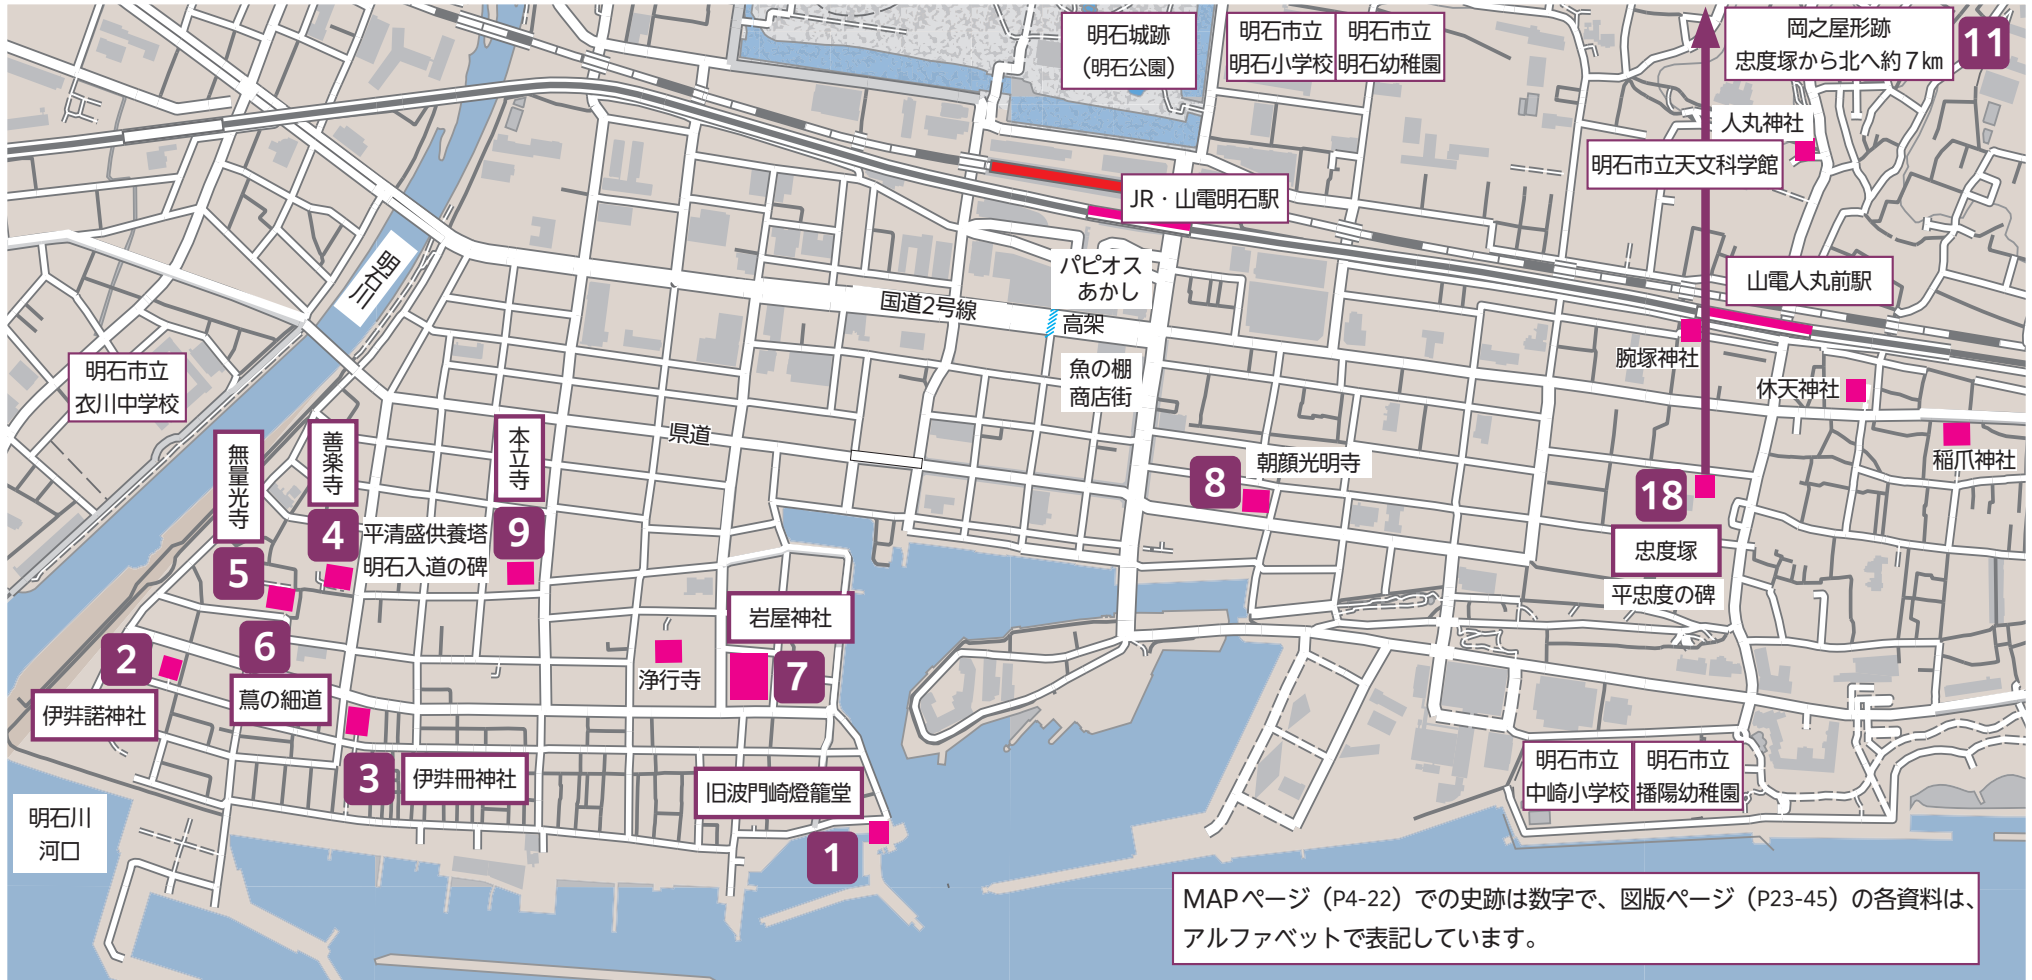 明石城跡
(明石公園)
明石市立
明石小学校
明石市立
明石幼稚園
岡之屋形跡
忠度塚から北へ約7km
11
人丸神社
明石市立天文科学館
JR・山電明石駅
山電人丸前駅
明石川
パピオス
あかし
国道2号線
高架
腕塚神社
明石市立
衣川中学校
魚の棚
商店街
休天神社
県道
稲爪神社
無量光寺
善楽寺
本立寺
朝顔光明寺
8
18
4
平清盛供養塔
明石入道の碑
9
5
忠度塚
平忠度の碑
岩屋神社
2
6
浄行寺
7
伊弉諾神社
蔦の細道
3
伊弉冊神社
旧波門崎燈籠堂
1
明石市立
中崎小学校
明石市立
播陽幼稚園
明石川
河口
MAPページ(P4-22)での史跡は数字で、図版ページ(P23-45)の各資料は、
アルファベットで表記しています。